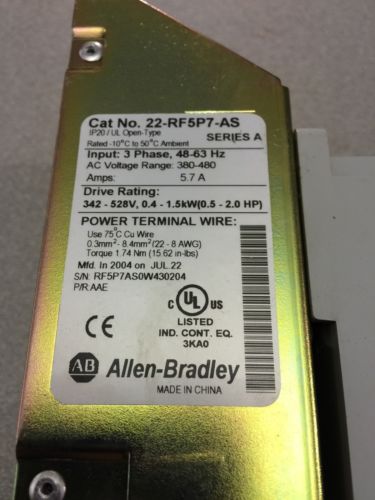 Cat No. 22-RF5P7-AS
IP20 / UL Open-Type
SERIES A
Rated -10°C to 50°C Ambient
Input: 3 Phase, 48-63 Hz
AC Voltage Range: 380-480
Amps: 5.7 A
Drive Rating:
342 - 528V, 0.4 - 1.5kW(0.5 - 2.0 HP)
POWER TERMINAL WIRE:
Use 75°C Cu Wire
0.3mm² - 8.4mm²(22 - 8 AWG)
Torque 1.74 Nm (15.62 in-lbs)
Mfd. In 2004 on JUL.22
S/N: RF5P7AS0W430204
P/R.AAE
CE
C UL US
LISTED
IND. CONT. EQ.
3KA0
AB Allen-Bradley
MADE IN CHINA